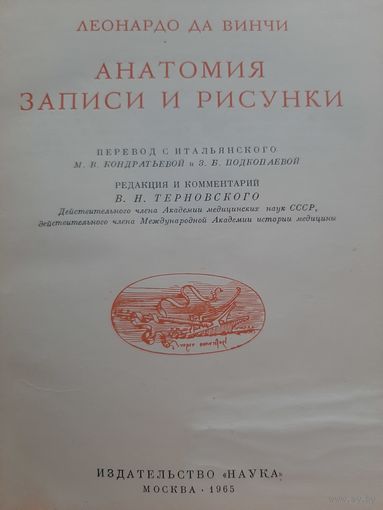 ЛЕОНАРДО ДА ВИНЧИ
АНАТОМИЯ
ЗАПИСИ И РИСУНКИ
ПЕРЕВОД С ИТАЛЬЯНСКОГО
М. В. КОНДРАТЬЕВОЙ и З. Б. ПОДКОПАЕВОЙ
РЕДАКЦИЯ И КОММЕНТАРИЙ
В. Н. ТЕРНОВСКОГО
Действительного члена Академии медицинских наук СССР,
действительного члена Международной Академии истории медицины
ИЗДАТЕЛЬСТВО «НАУКА»
МОСКВА · 1965